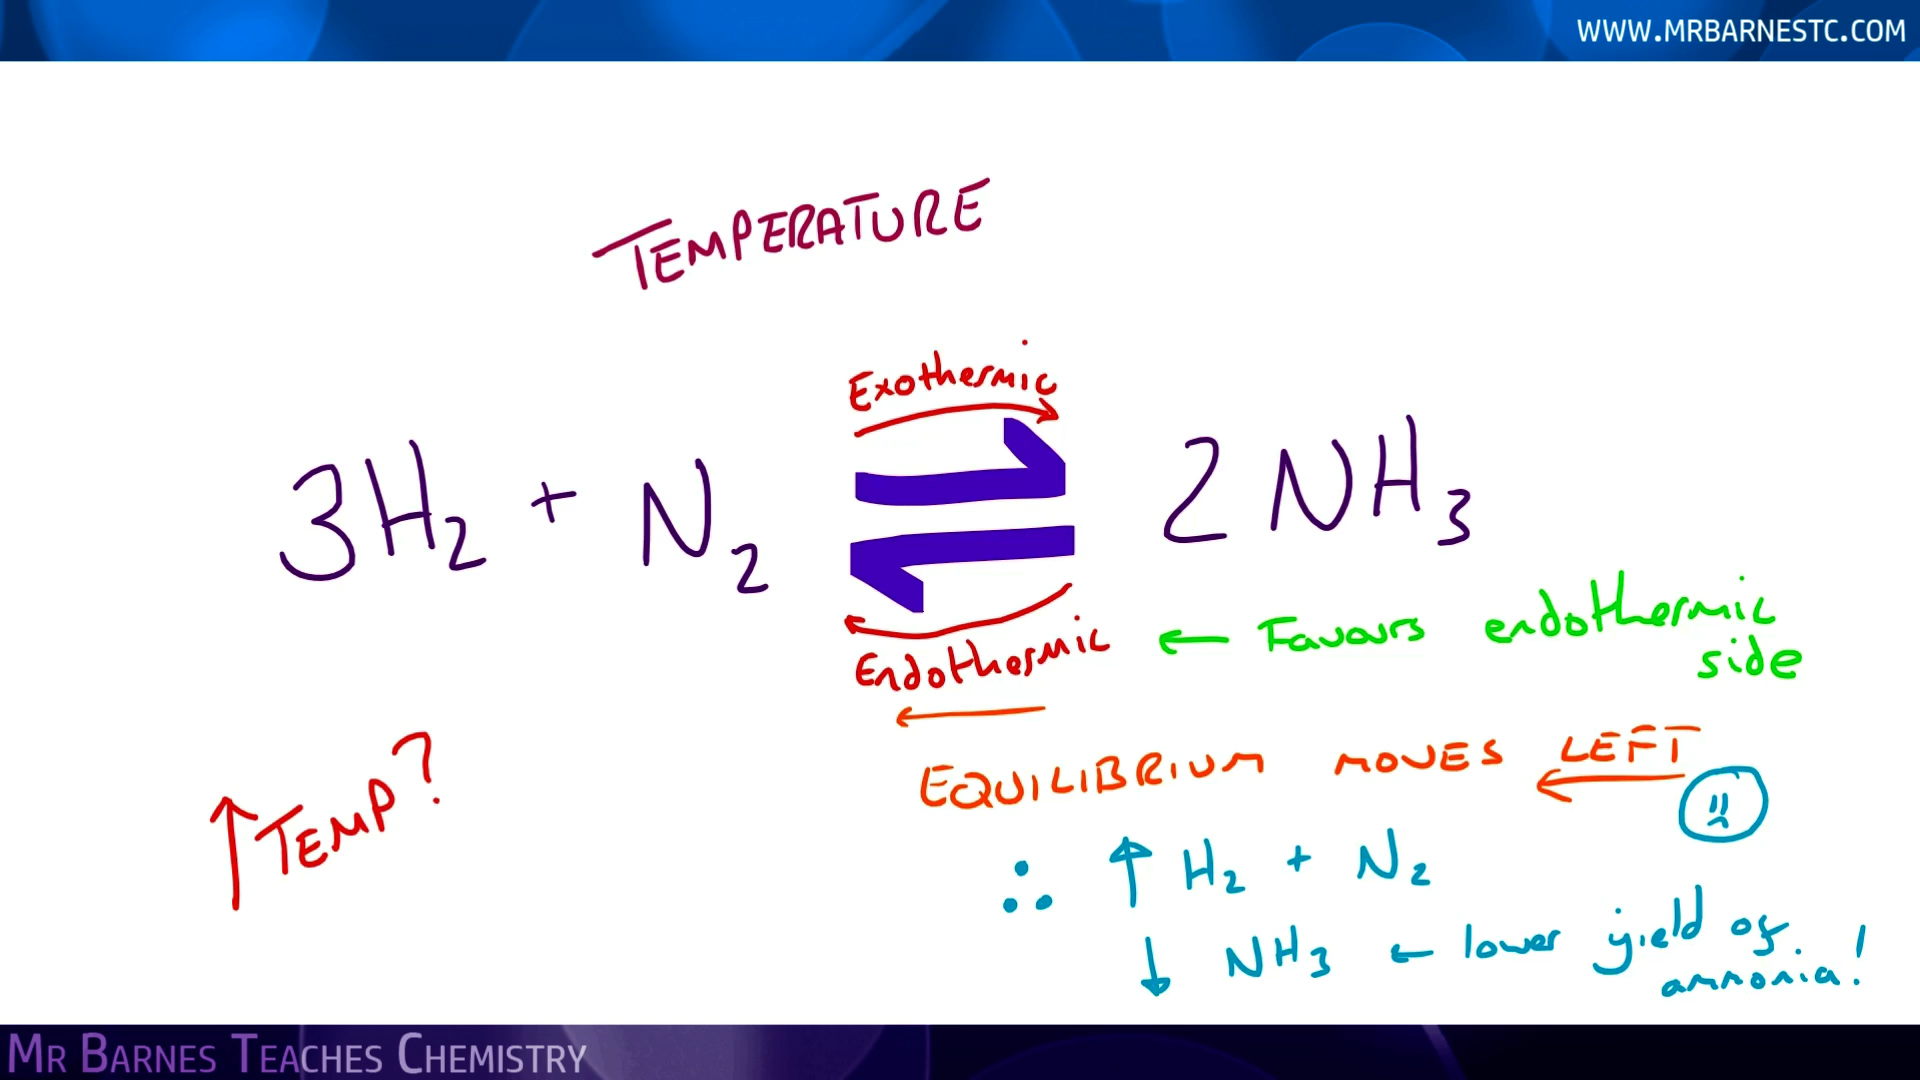 WWW.MRBARNESTC.COM
TEMPERATURE
Exothermic
3H₂ + N₂ ⇌ 2NH₃
Endothermic ← Favours endothermic
side
↑ TEMP?
EQUILIBRIUM MOVES LEFT
∴ ↑ H₂ + N₂
↓ NH₃ ← lower yield of
ammonia!
MR BARNES TEACHES CHEMISTRY